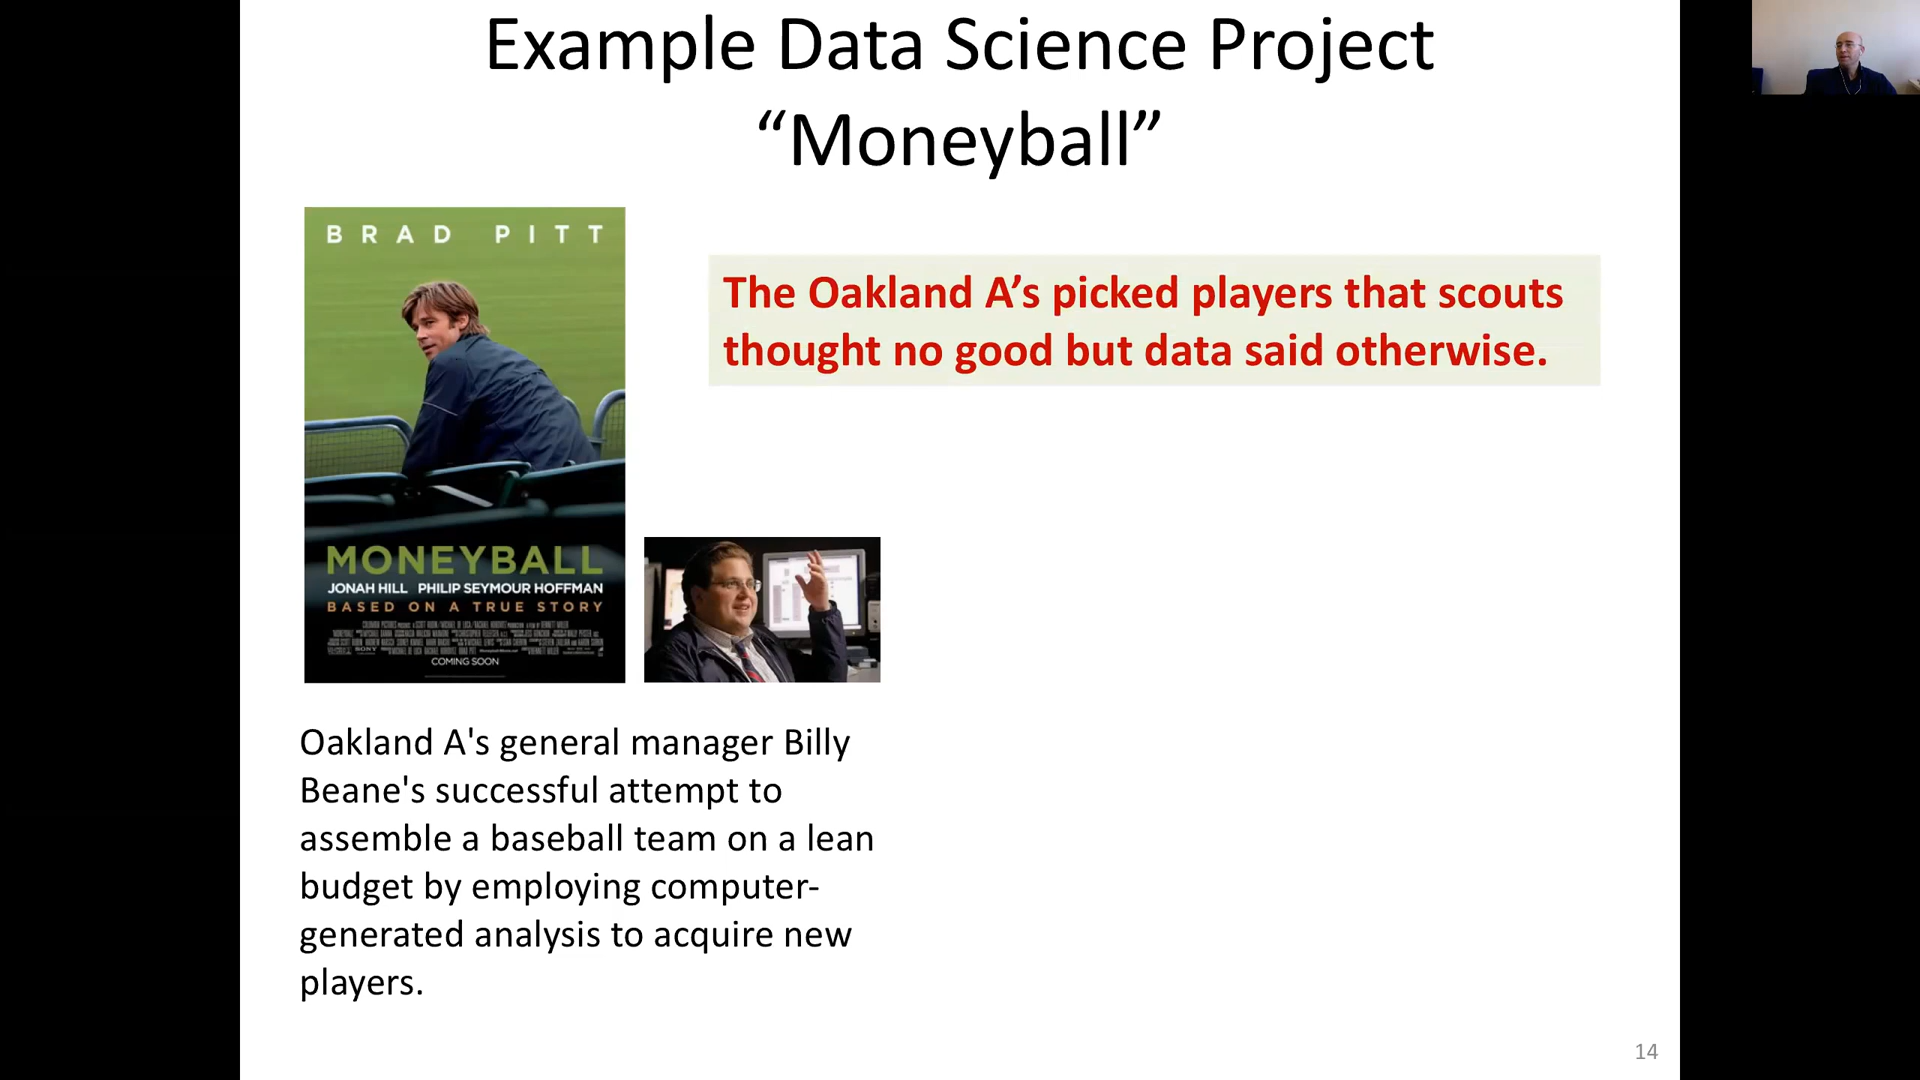 Example Data Science Project
“Moneyball”
BRAD PITT
The Oakland A’s picked players that scouts
thought no good but data said otherwise.
MONEYBALL
JONAH HILL PHILIP SEYMOUR HOFFMAN
BASED ON A TRUE STORY
SONY
COMING SOON
Oakland A's general manager Billy
Beane's successful attempt to
assemble a baseball team on a lean
budget by employing computer-
generated analysis to acquire new
players.
14